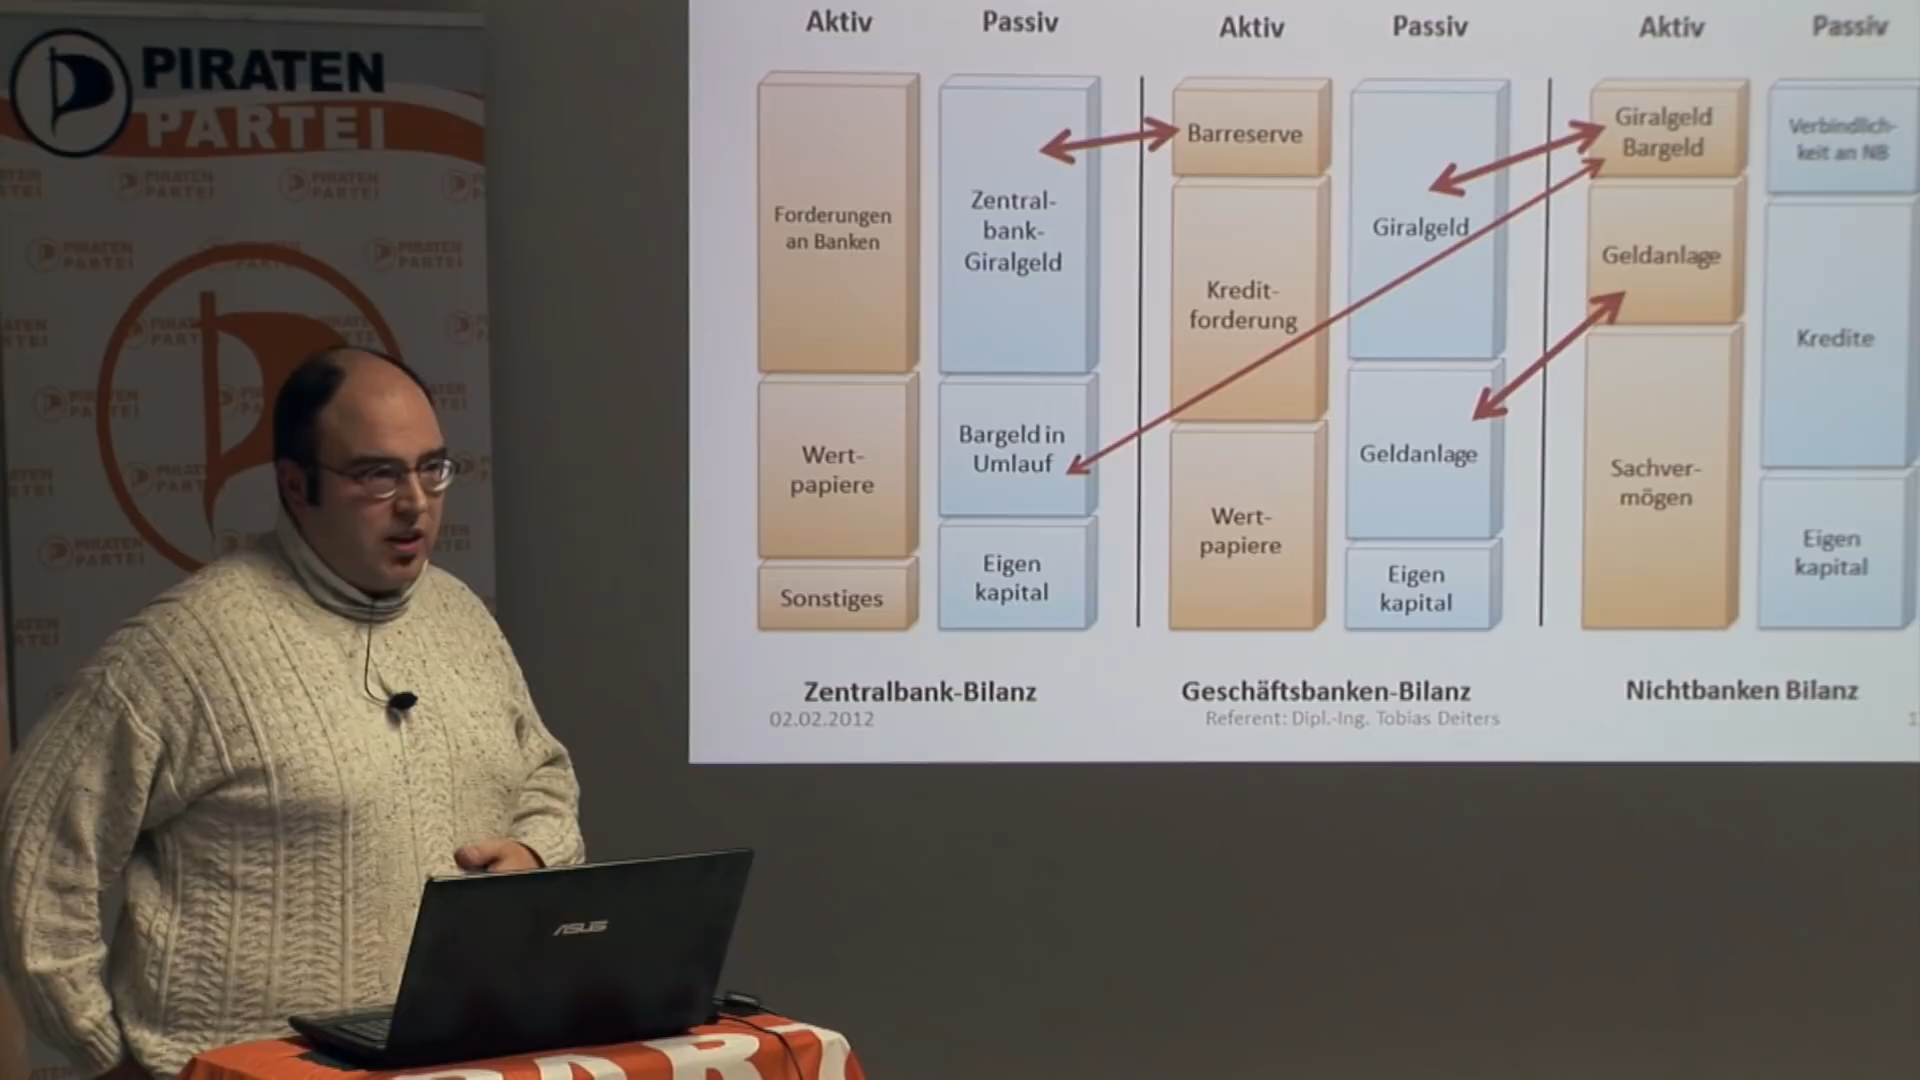 PIRATEN
PARTEI
Aktiv
Passiv
Aktiv
Passiv
Aktiv
Passiv
Forderungen
an Banken
Wert-
papiere
Sonstiges
Zentral-
bank-
Giralgeld
Bargeld in
Umlauf
Eigen
kapital
Barreserve
Kredit-
forderung
Wert-
papiere
Giralgeld
Geldanlage
Eigen
kapital
Giralgeld
Bargeld
Geldanlage
Sachver-
mögen
Verbindlich-
keit an NB
Kredite
Eigen
kapital
Zentralbank-Bilanz
Geschäftsbanken-Bilanz
Nichtbanken Bilanz
02.02.2012
Referent: Dipl.-Ing. Tobias Deiters
ASUS